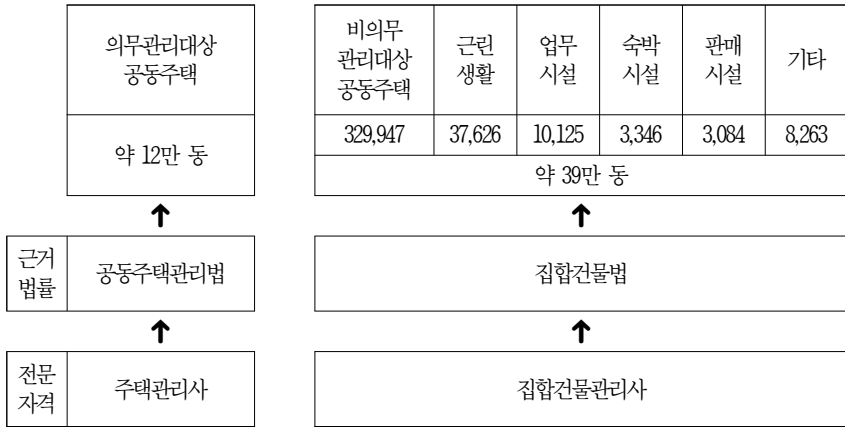 의무관리대상
공동주택
비의무
관리대상
공동주택
근린
생활
업무
시설
숙박
시설
판매
시설
기타
약 12만 동
329,947 37,626 10,125 3,346 3,084 8,263
약 39만 동
근거
법률
공동주택관리법
집합건물법
전문
자격
주택관리사
집합건물관리사